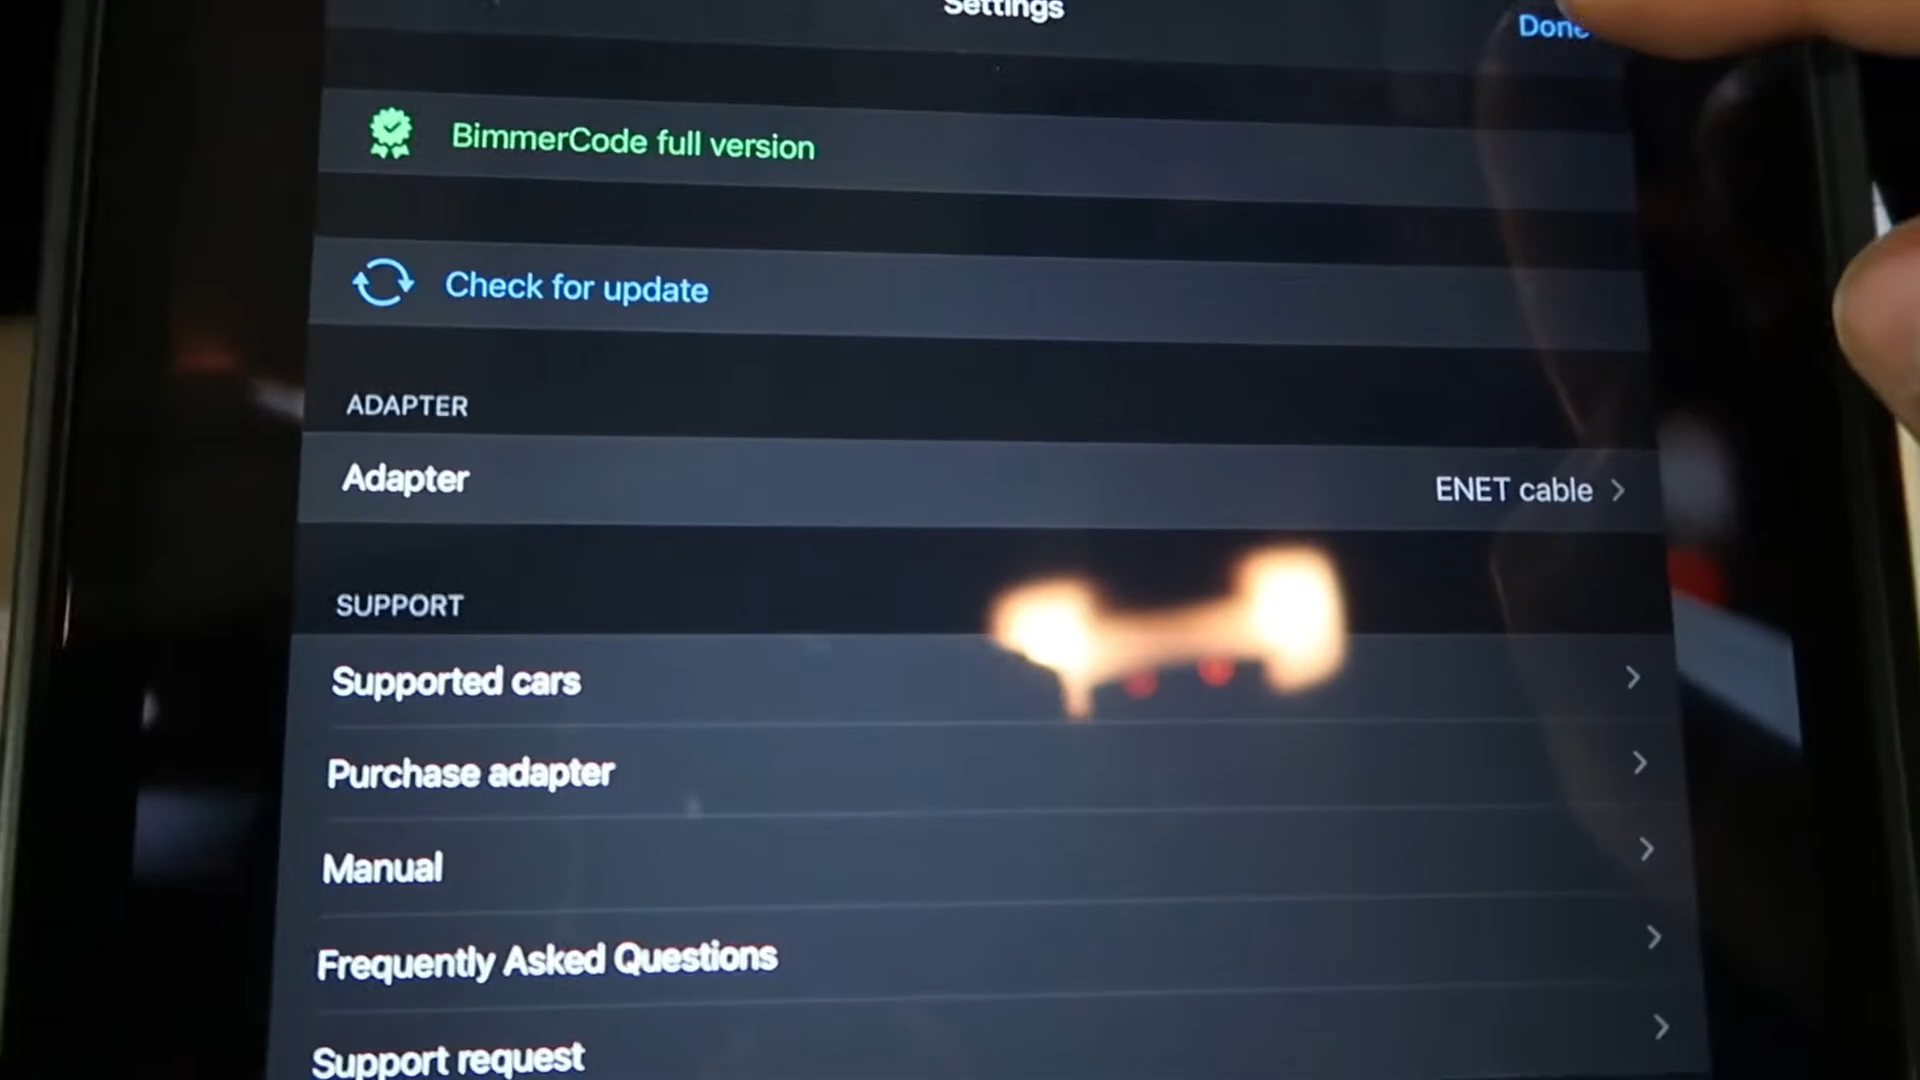 Settings
Done
BimmerCode full version
Check for update
ADAPTER
Adapter
ENET cable
SUPPORT
Supported cars
Purchase adapter
Manual
Frequently Asked Questions
Support request